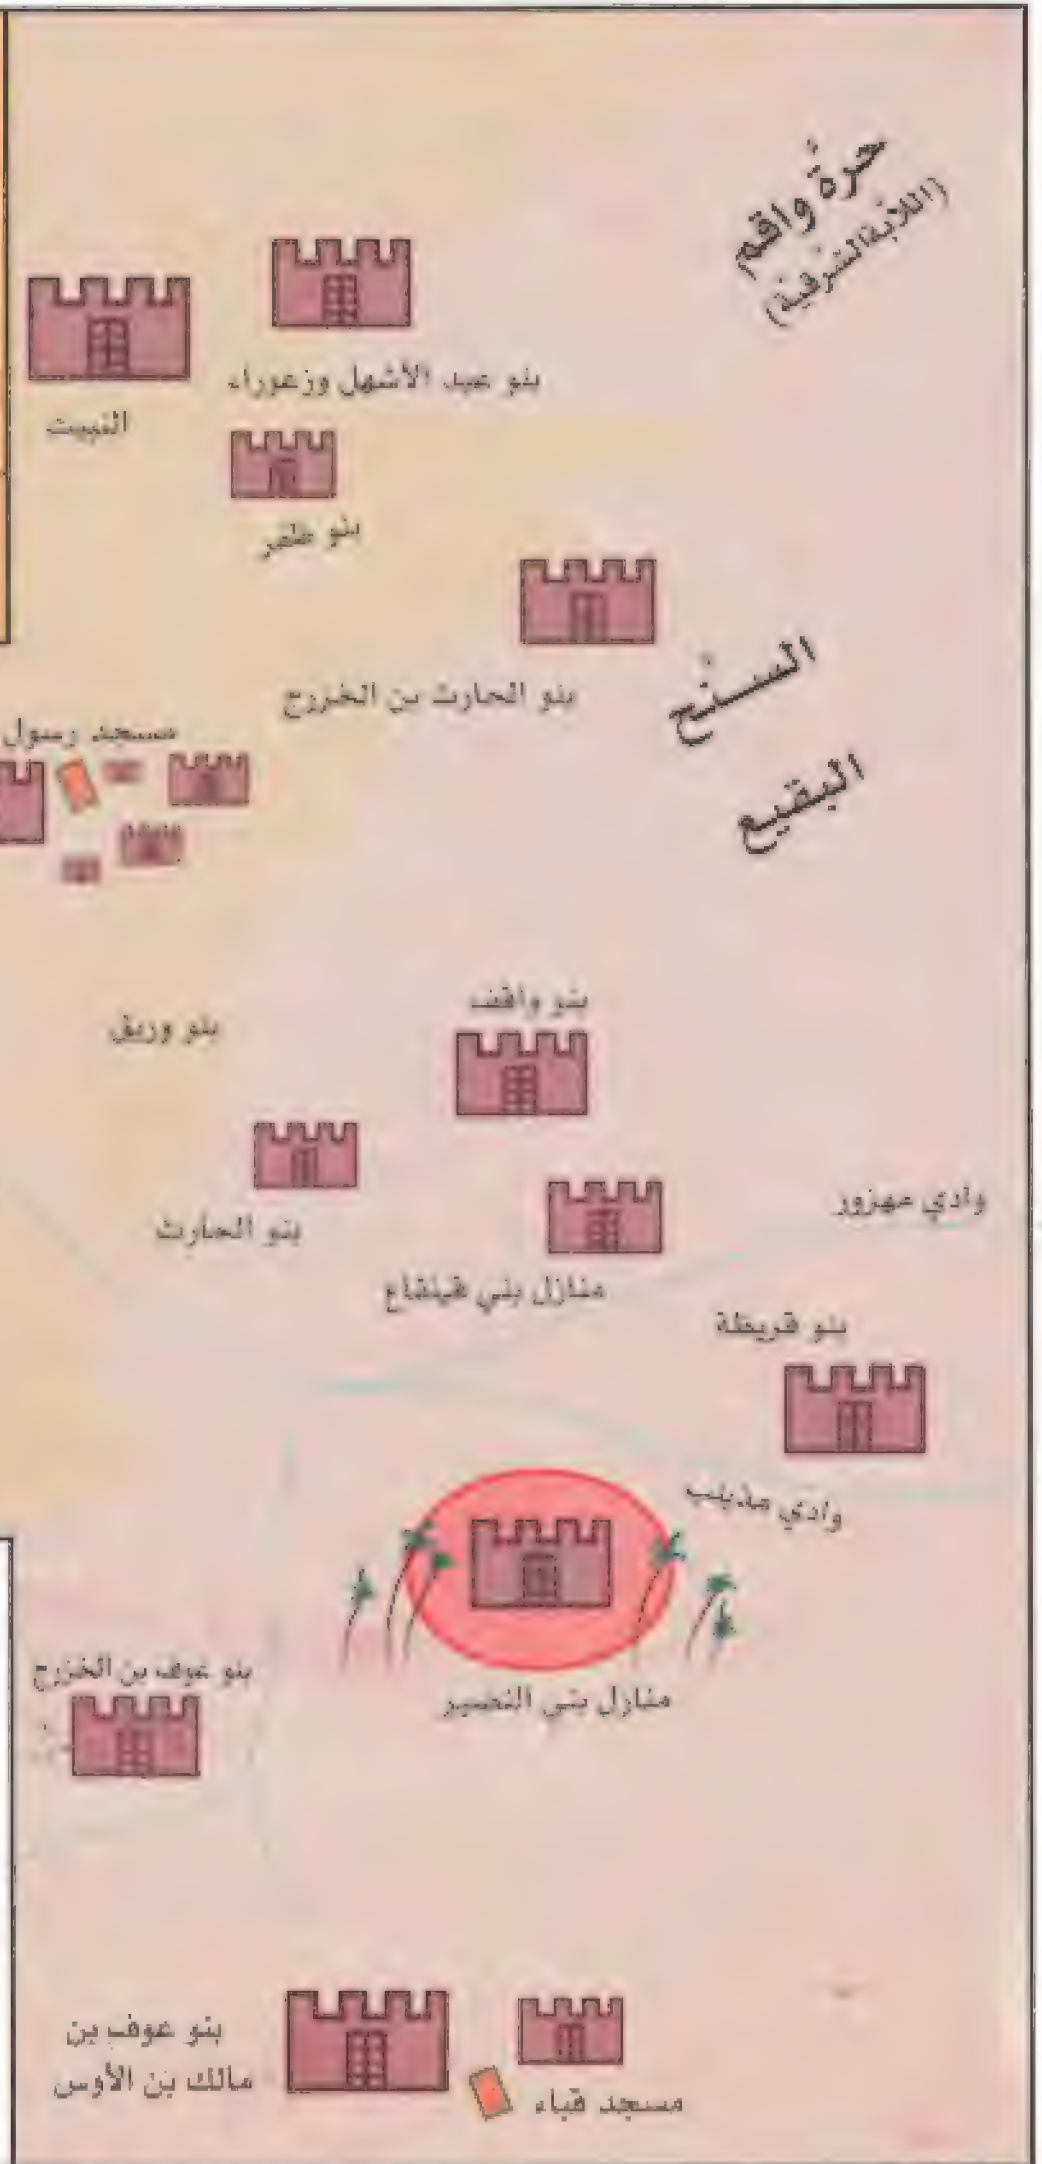 حرة واقم
(اللابة الشرقية)
بنو عبد الأشهل وزعوراء
النبيت
بنو ظفر
السنح
بنو الحارث بن الخزرج
مسجد رسول
البقيع
بنو واقف
بنو وريق
وادي مهزور
بنو الحارث
منازل بني قينقاع
بنو قريظة
وادي مذينب
بنو عوف بن الخزرج
منازل بني النضير
بنو عوف بن
مالك بن الأوس
مسجد قباء